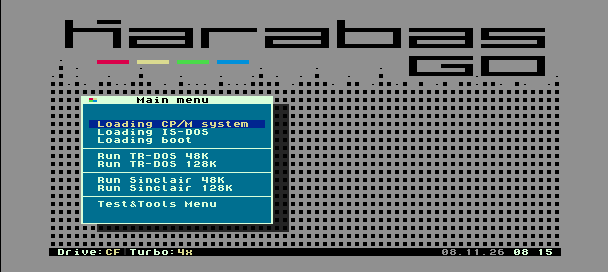 karabas
GO
Main menu
Loading CP/M system
Loading IS-DOS
Loading boot
Run TR-DOS 48K
Run TR-DOS 128K
Run Sinclair 48K
Run Sinclair 128K
Test&Tools Menu
Drive:CF Turbo:4x 08.11.26 08 15